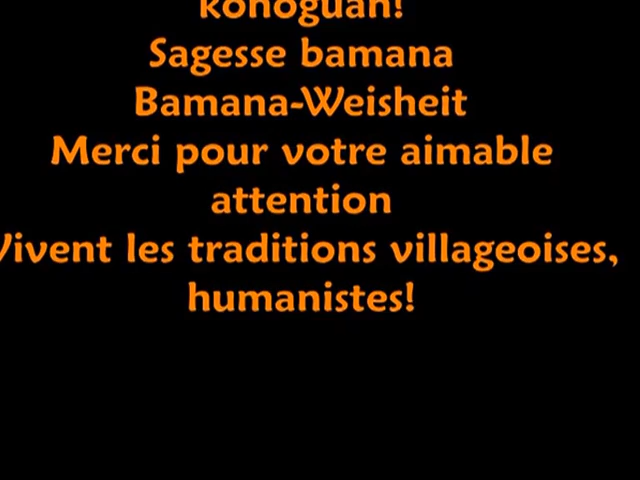 konoguan!
Sagesse bamana
Bamana-Weisheit
Merci pour votre aimable
attention
Vivent les traditions villageoises,
humanistes!